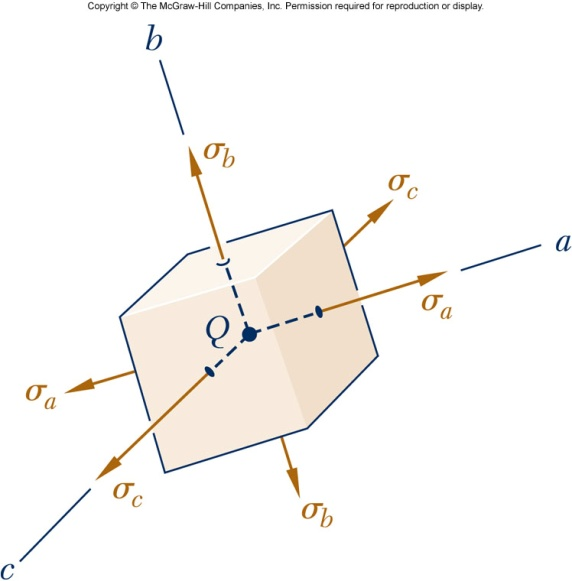 Copyright © The McGraw-Hill Companies, Inc. Permission required for reproduction or display.
b
σb
σc
a
σa
Q
σa
σc
σb
c